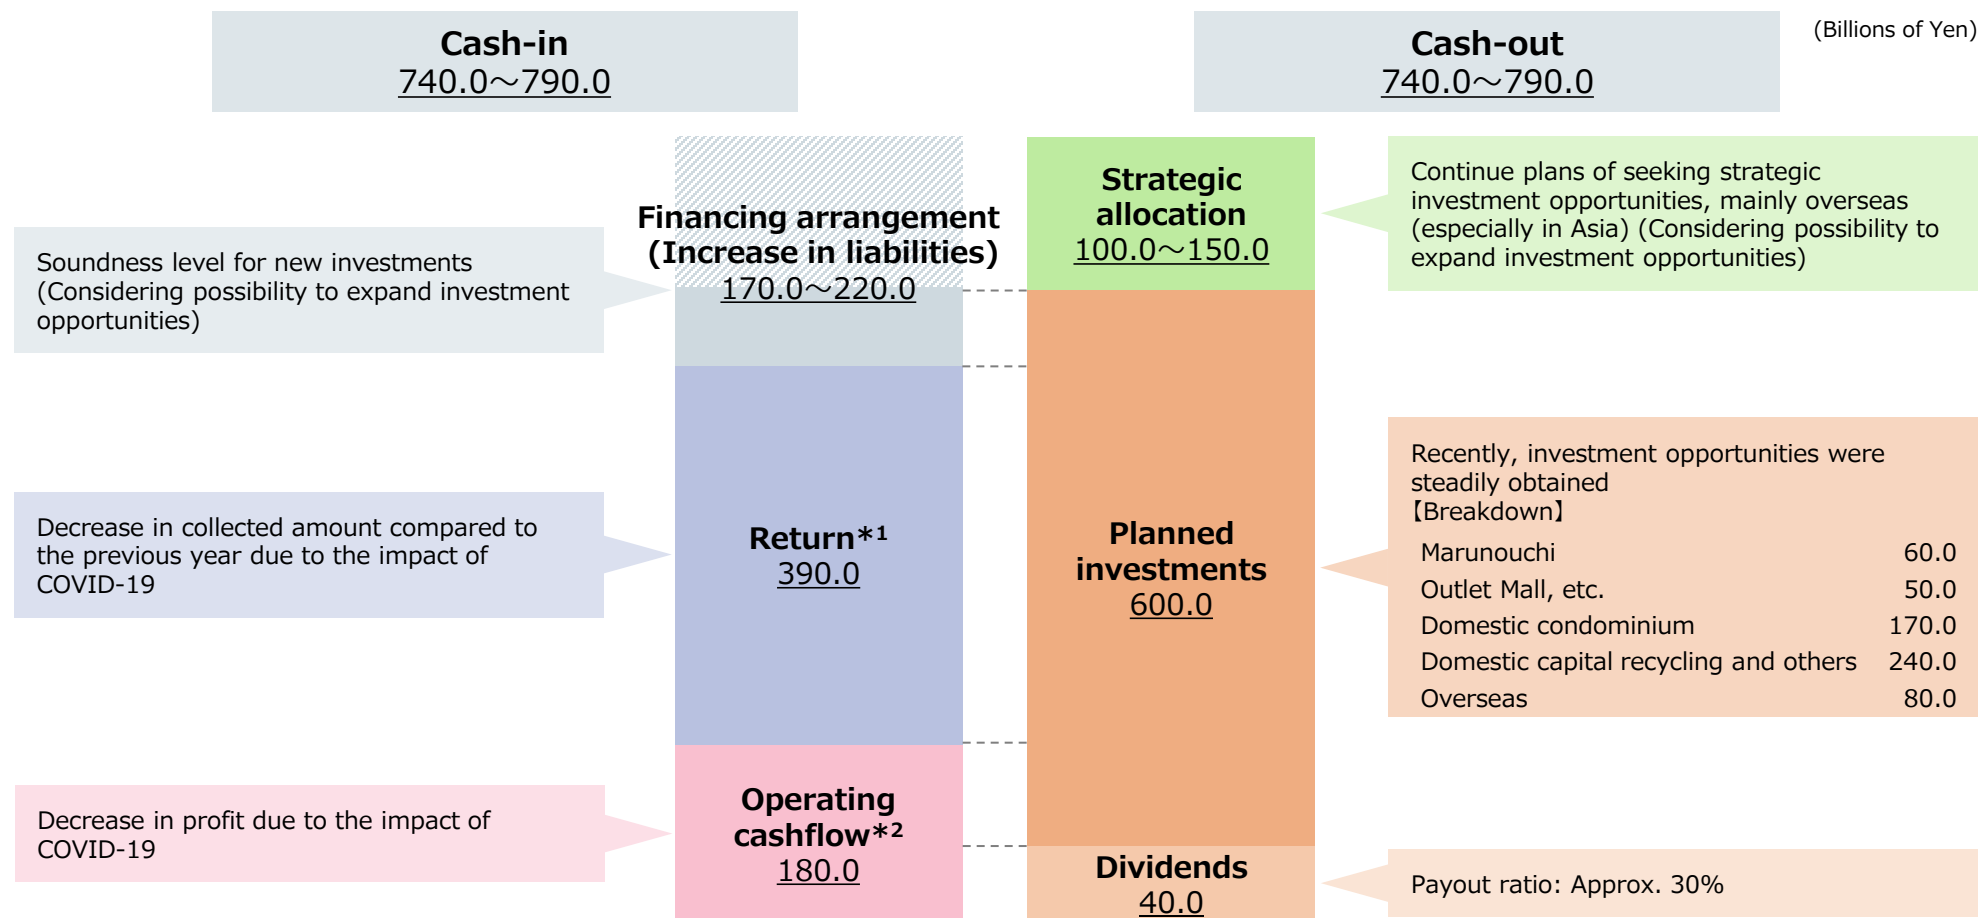 Cash-in
740.0～790.0
Cash-out
740.0～790.0
(Billions of Yen)
Soundness level for new investments
(Considering possibility to expand investment
opportunities)
Decrease in collected amount compared to
the previous year due to the impact of
COVID-19
Decrease in profit due to the impact of
COVID-19
Financing arrangement
(Increase in liabilities)
170.0～220.0
Return*1
390.0
Operating
cashflow*2
180.0
Strategic
allocation
100.0～150.0
Planned
investments
600.0
Dividends
40.0
Continue plans of seeking strategic
investment opportunities, mainly overseas
(especially in Asia) (Considering possibility to
expand investment opportunities)
Recently, investment opportunities were
steadily obtained
【Breakdown】
Marunouchi 60.0
Outlet Mall, etc. 50.0
Domestic condominium 170.0
Domestic capital recycling and others 240.0
Overseas 80.0
Payout ratio: Approx. 30%